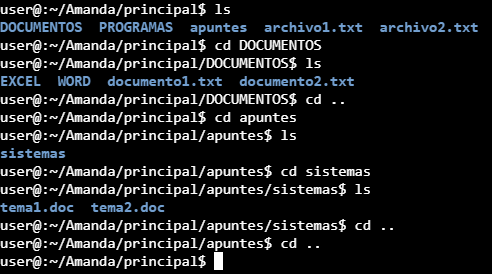 user@:~/Amanda/principal$ ls
DOCUMENTOS PROGRAMAS apuntes archivo1.txt archivo2.txt
user@:~/Amanda/principal$ cd DOCUMENTOS
user@:~/Amanda/principal/DOCUMENTOS$ ls
EXCEL WORD documento1.txt documento2.txt
user@:~/Amanda/principal/DOCUMENTOS$ cd ..
user@:~/Amanda/principal$ cd apuntes
user@:~/Amanda/principal/apuntes$ ls
sistemas
user@:~/Amanda/principal/apuntes$ cd sistemas
user@:~/Amanda/principal/apuntes/sistemas$ ls
tema1.doc tema2.doc
user@:~/Amanda/principal/apuntes/sistemas$ cd ..
user@:~/Amanda/principal/apuntes$ cd ..
user@:~/Amanda/principal$